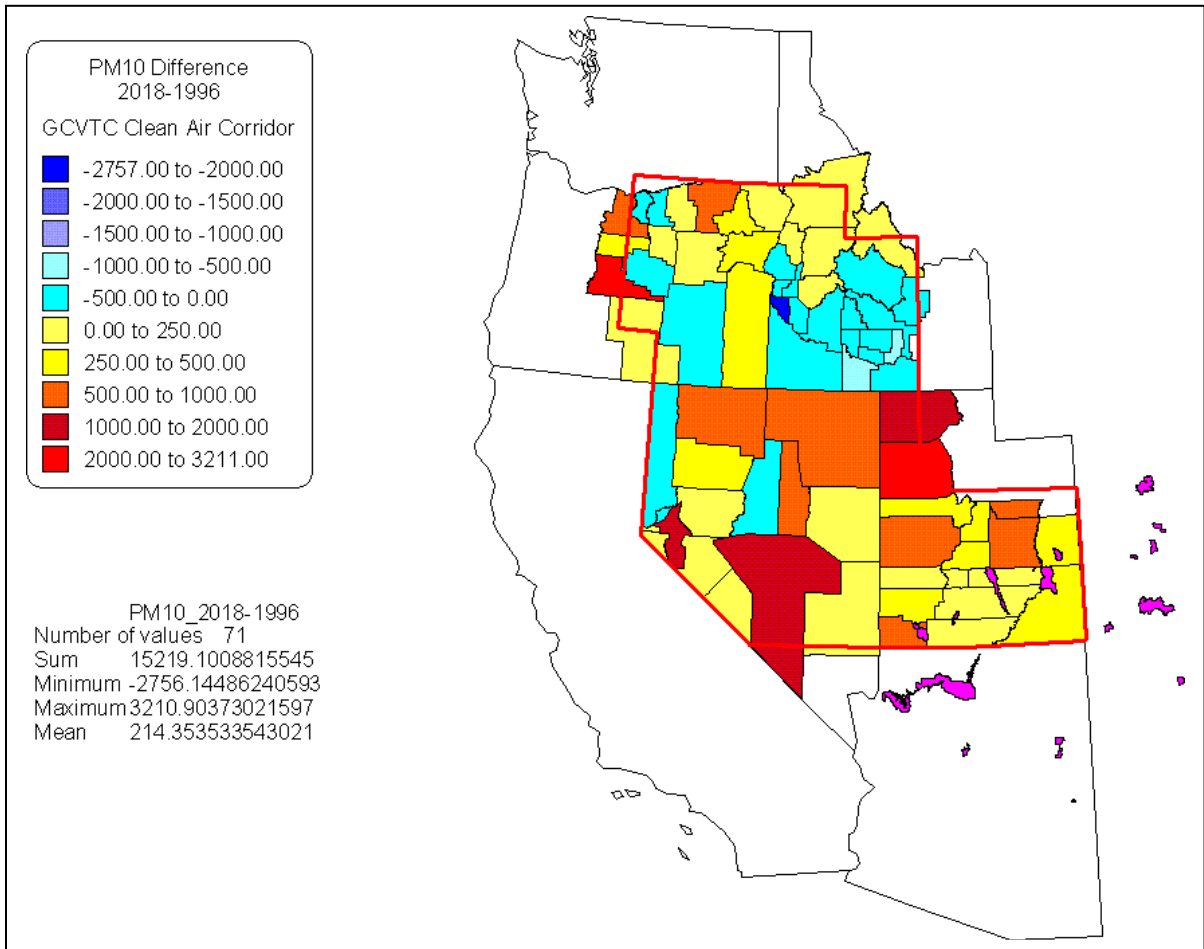 PM10 Difference
2018-1996
GCVTC Clean Air Corridor
-2757.00 to -2000.00
-2000.00 to -1500.00
-1500.00 to -1000.00
-1000.00 to -500.00
-500.00 to 0.00
0.00 to 250.00
250.00 to 500.00
500.00 to 1000.00
1000.00 to 2000.00
2000.00 to 3211.00
PM10_2018-1996
Number of values 71
Sum 15219.1008815545
Minimum -2756.14486240593
Maximum 3210.90373021597
Mean 214.353533543021